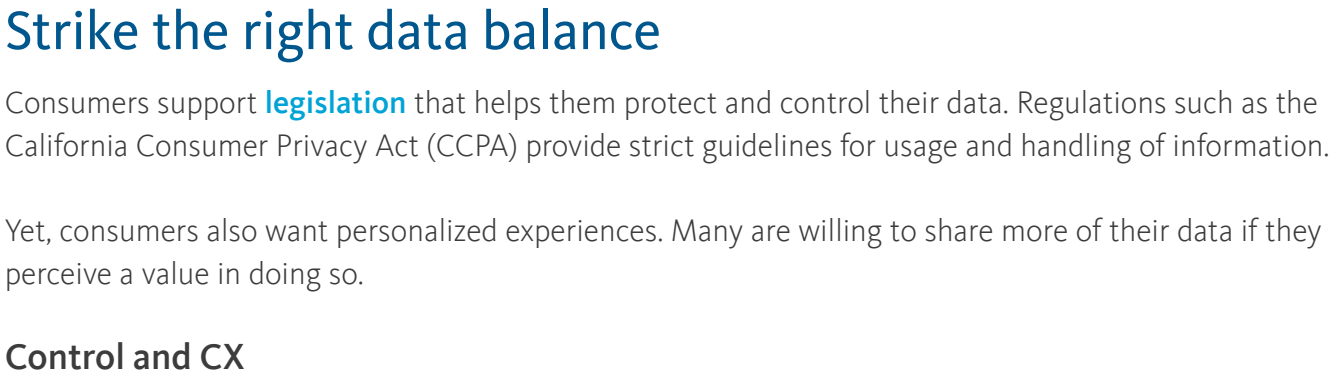 Strike the right data balance
Consumers support legislation that helps them protect and control their data. Regulations such as the
California Consumer Privacy Act (CCPA) provide strict guidelines for usage and handling of information.
Yet, consumers also want personalized experiences. Many are willing to share more of their data if they
perceive a value in doing so.
Control and CX